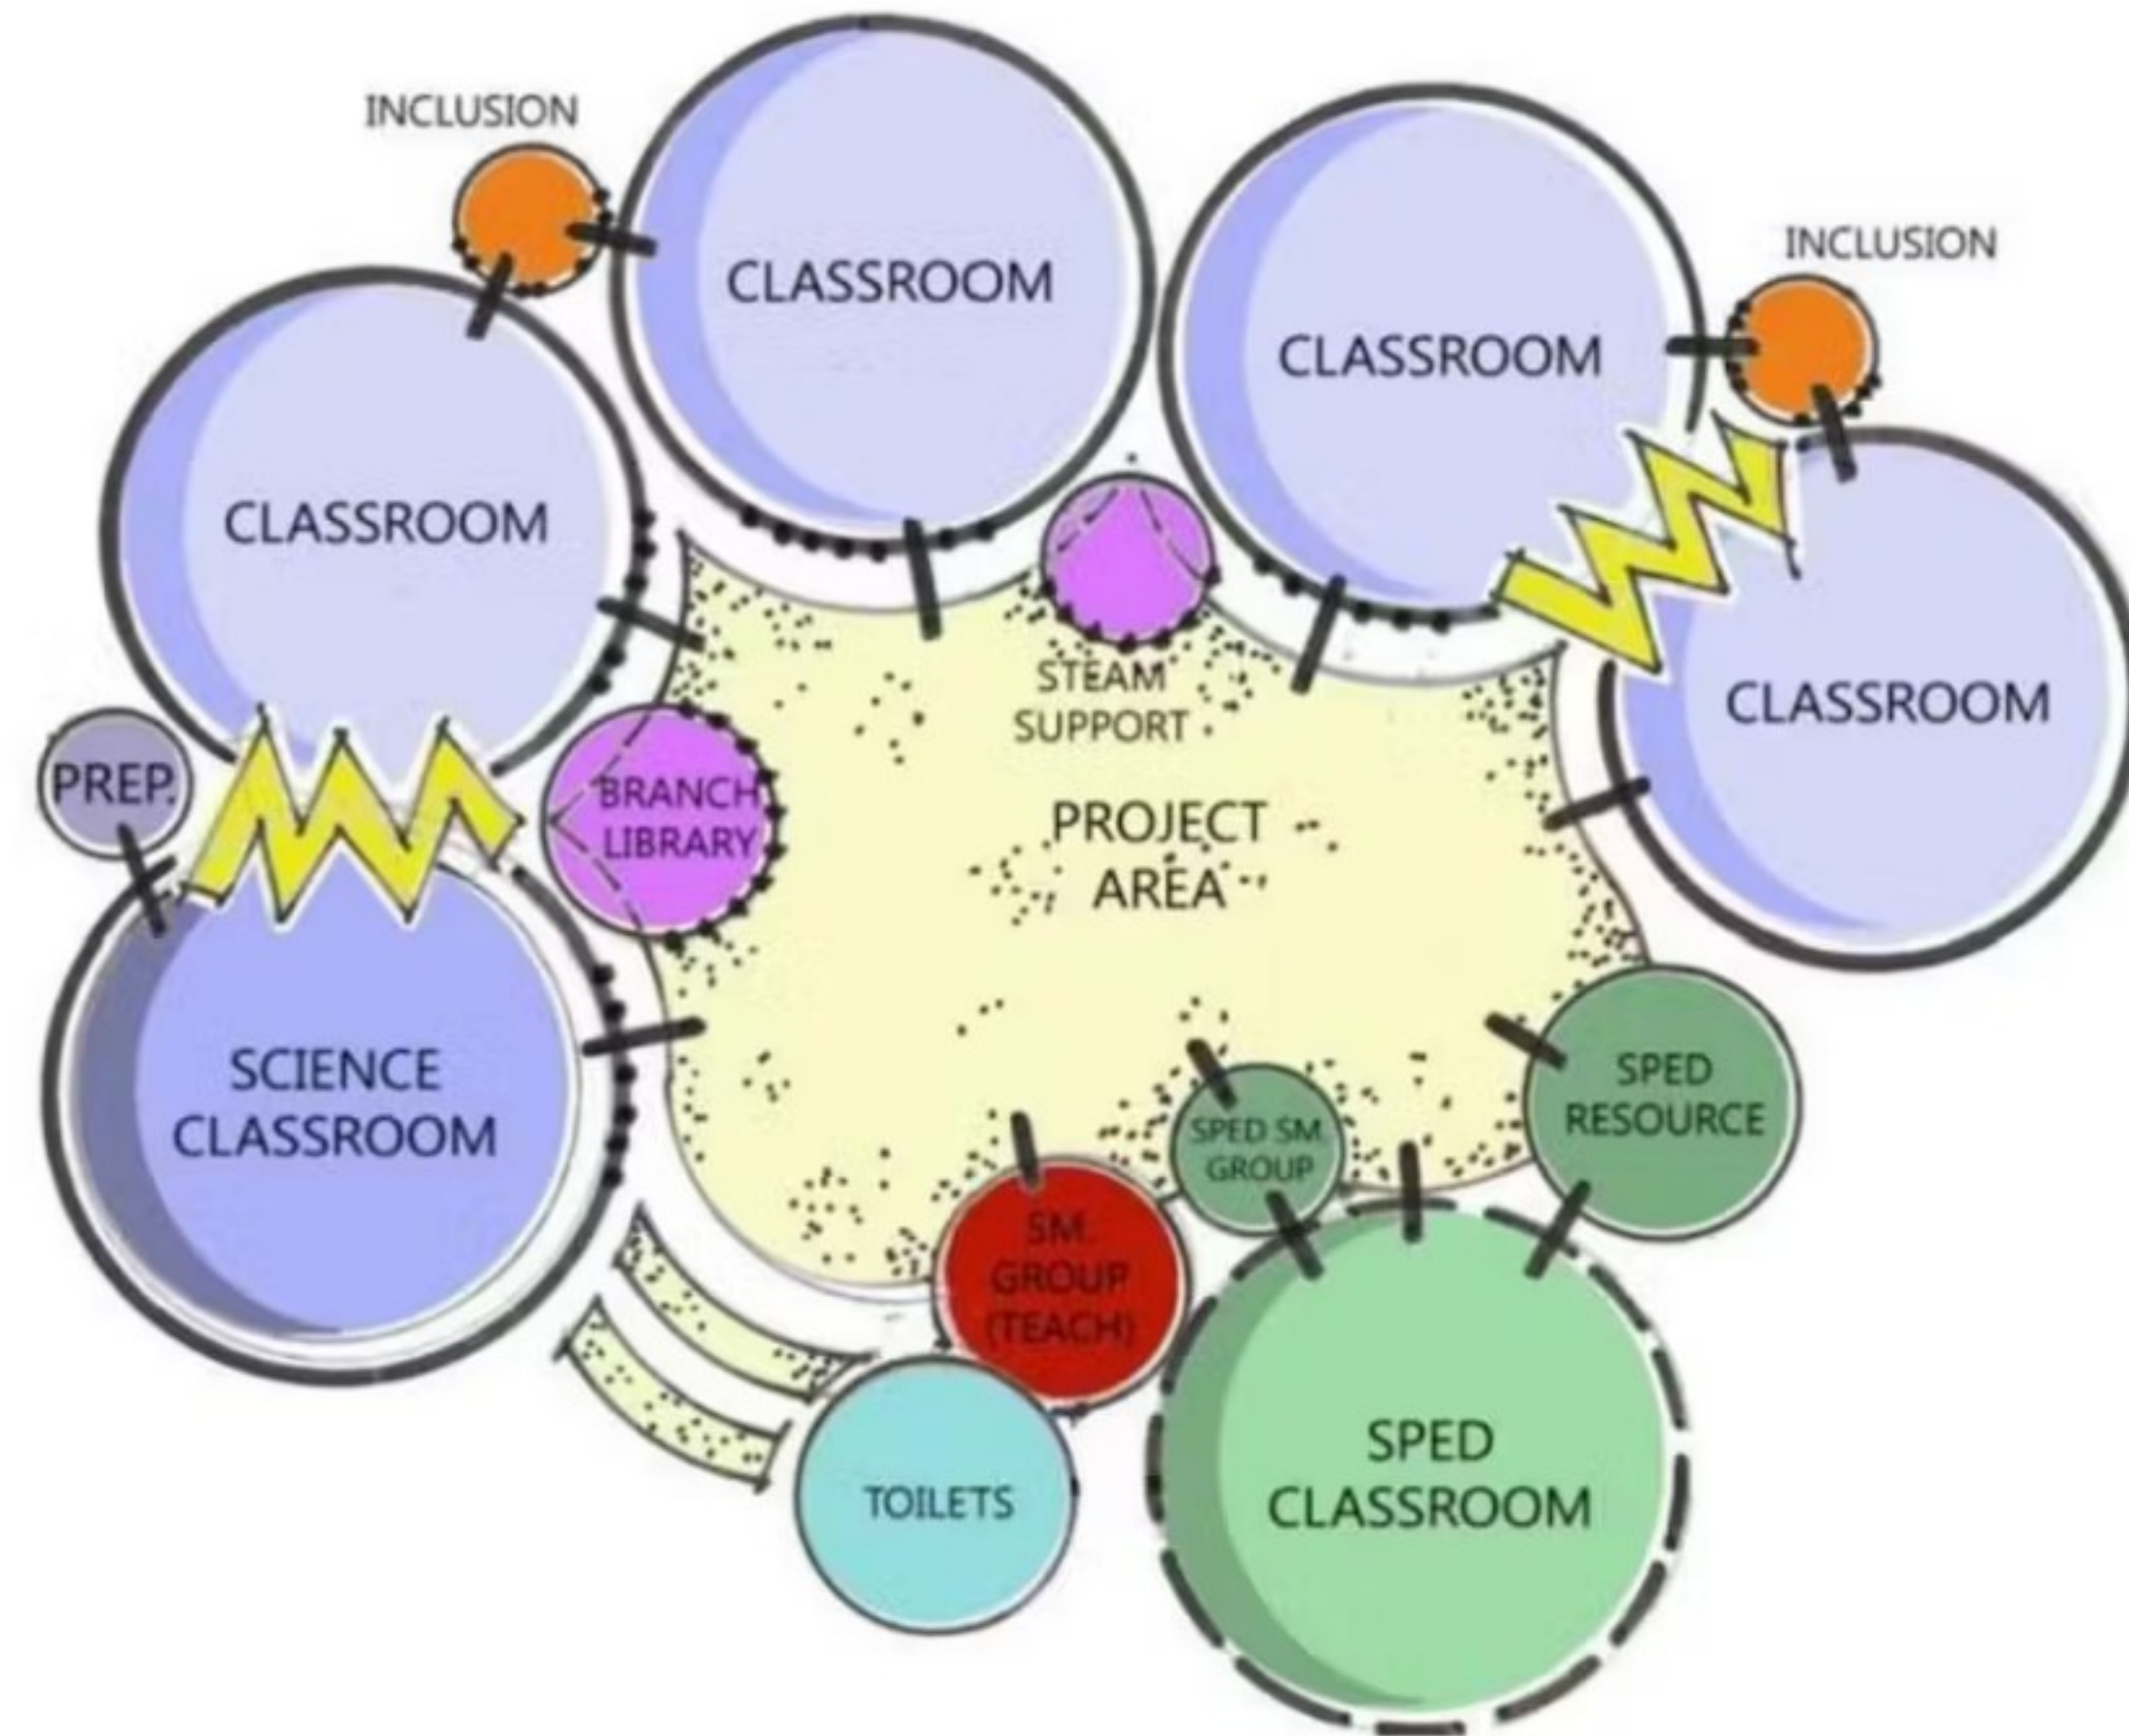 INCLUSION
CLASSROOM
CLASSROOM
INCLUSION
CLASSROOM
CLASSROOM
STEAM
SUPPORT
PREP.
BRANCH
LIBRARY
PROJECT
AREA
SCIENCE
CLASSROOM
SPED SM.
GROUP
SPED
RESOURCE
SM.
GROUP
(TEACH)
TOILETS
SPED
CLASSROOM